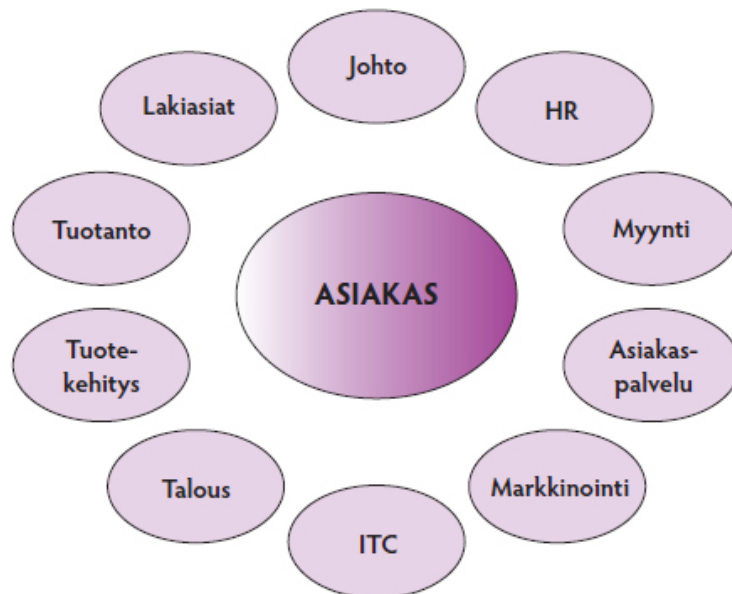 Johto
Lakiasiat
HR
Tuotanto
Myynti
ASIAKAS
Tuote-
kehitys
Asiakas-
palvelu
Talous
Markkinointi
ITC